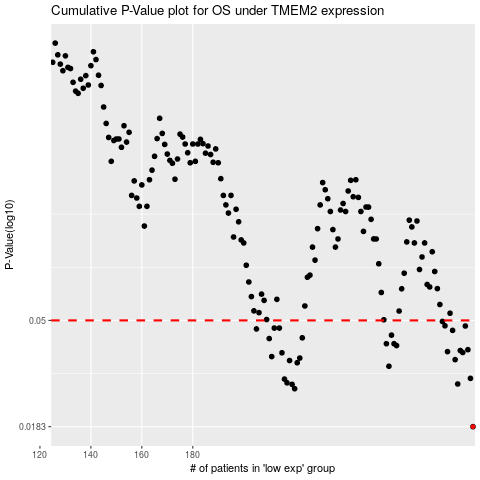 Cumulative P-Value plot for OS under TMEM2 expression
P-Value(log10)
0.05
0.0183
120 140 160 180
# of patients in 'low exp' group